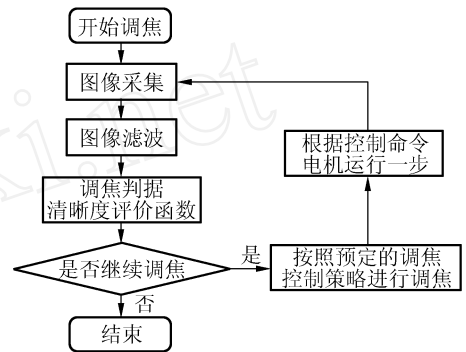 开始调焦
图像采集
图像滤波
调焦判据
清晰度评价函数
是否继续调焦
是
否
结束
按照预定的调焦
控制策略进行调焦
根据控制命令
电机运行一步